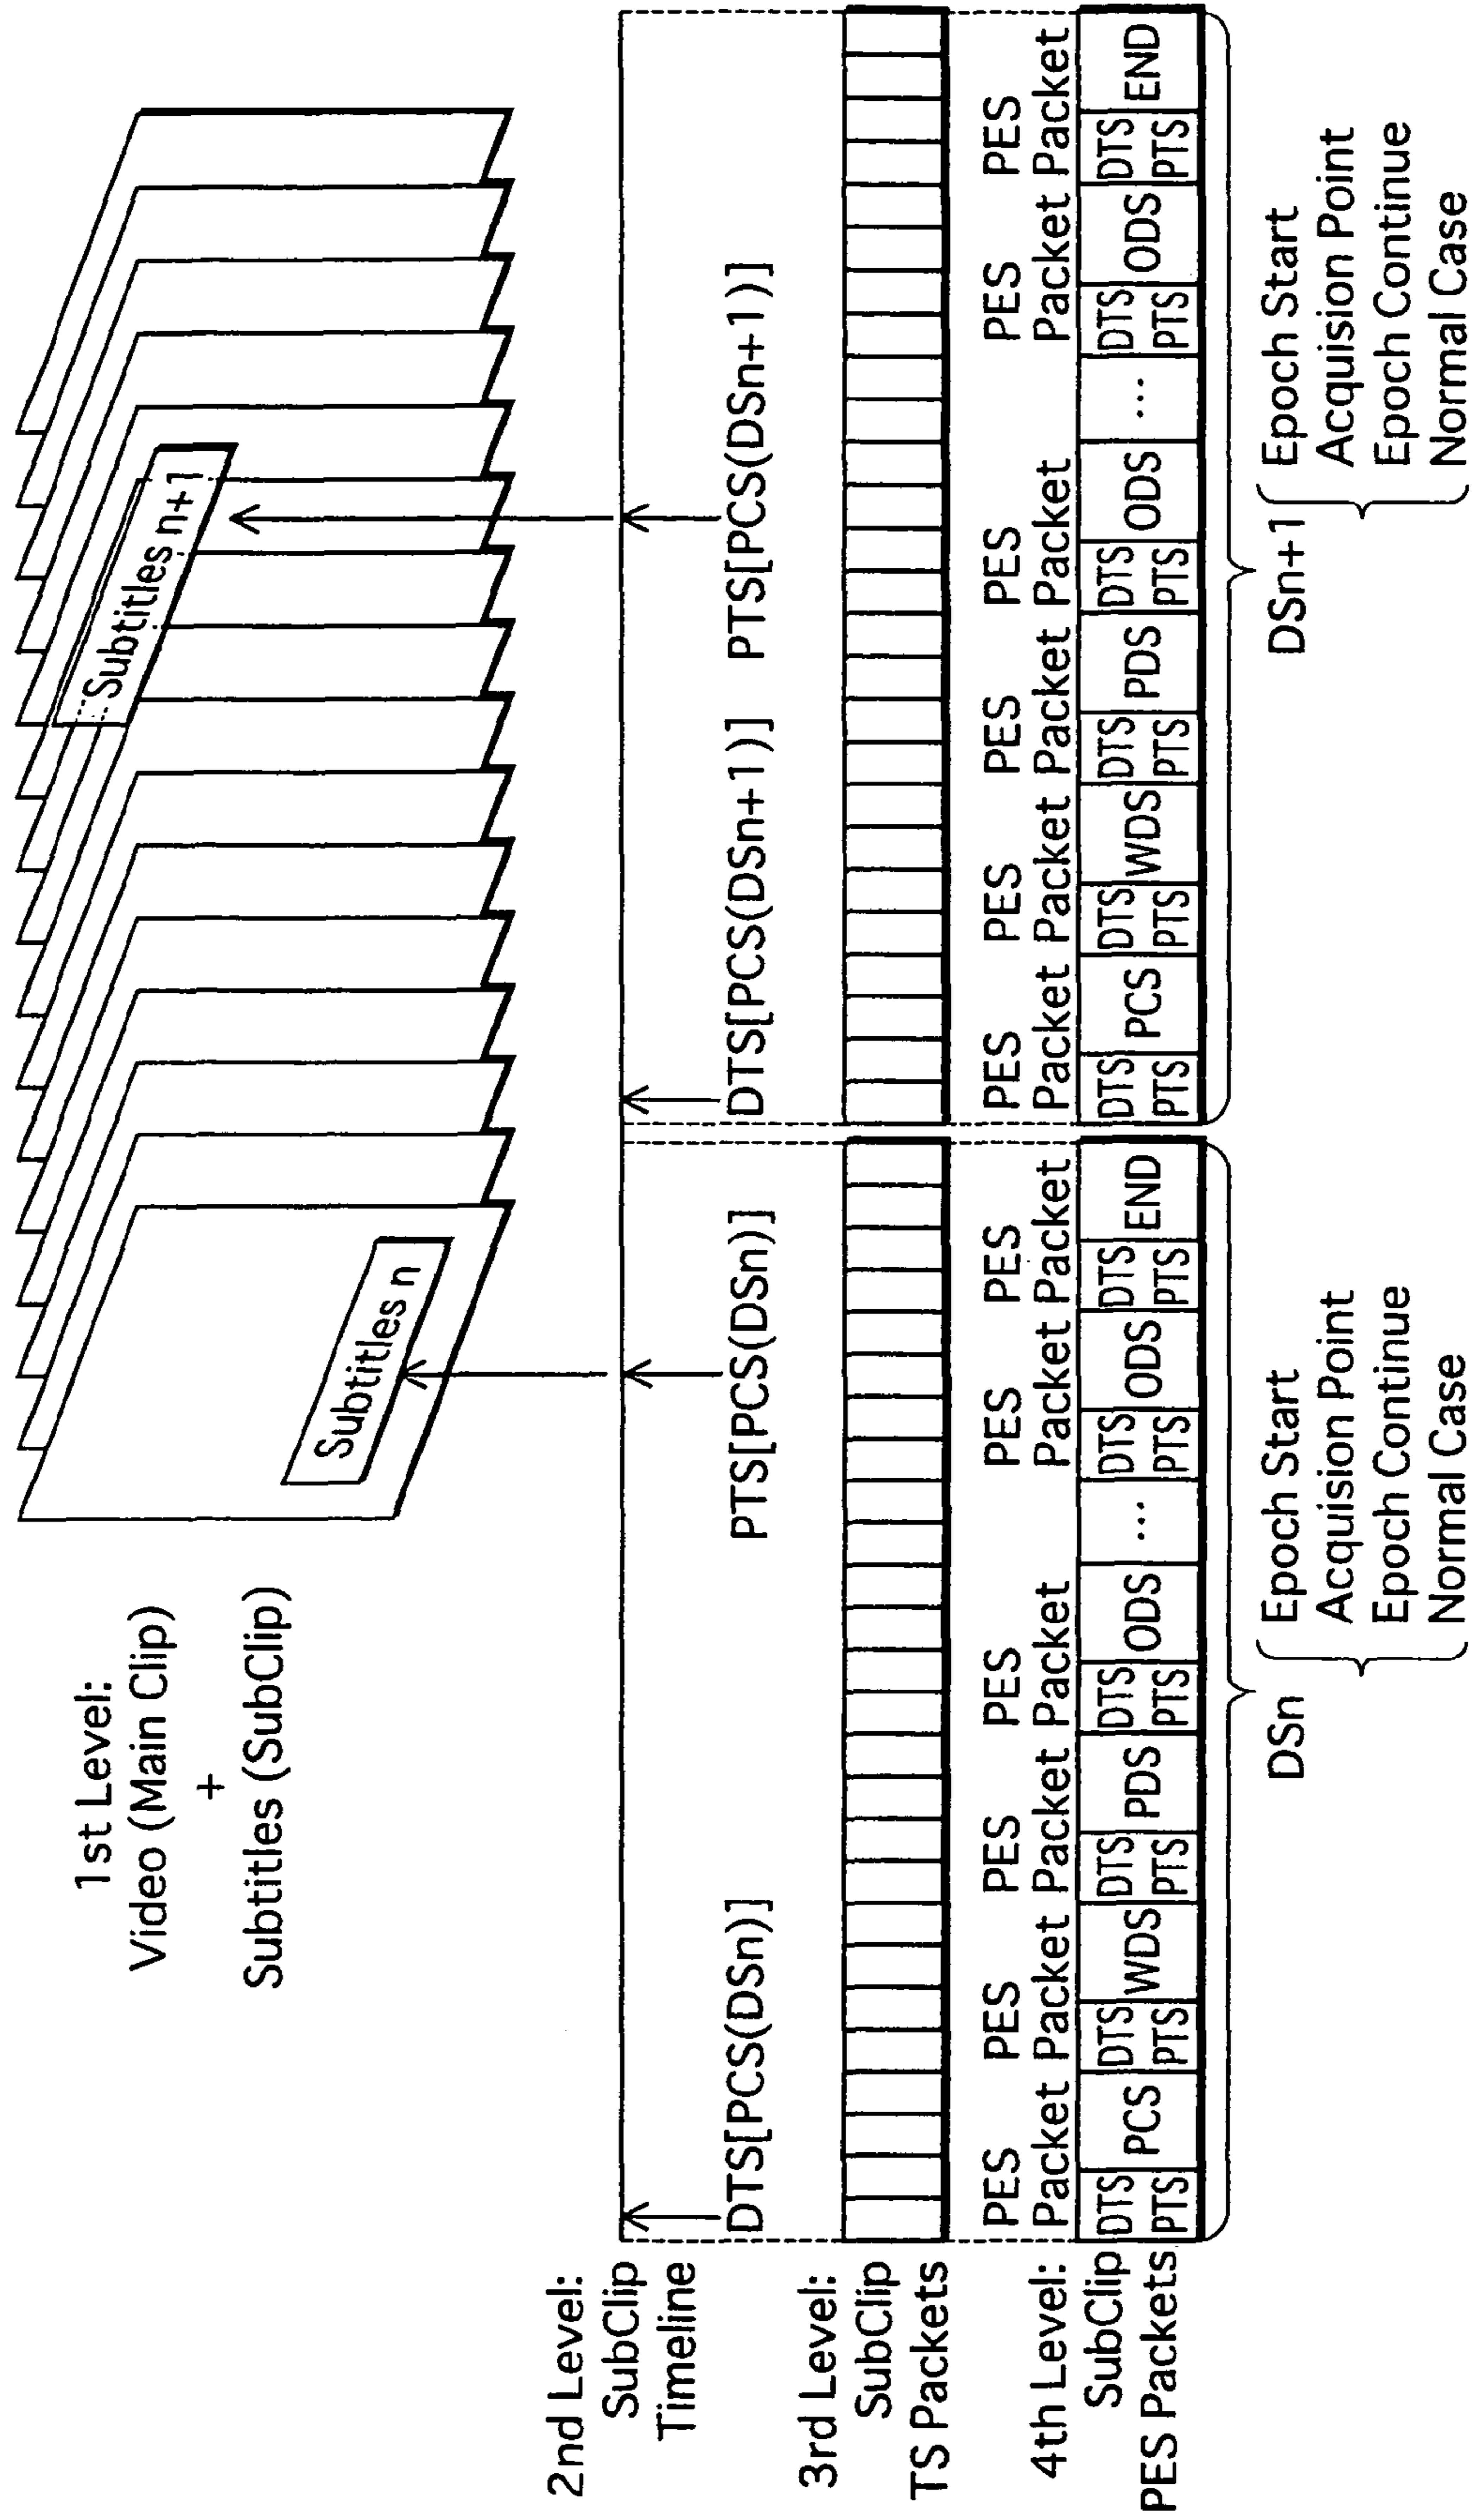 1st Level:
Video (Main Clip)
+
Subtitles (SubClip)
Subtitles n
Subtitles n+1
2nd Level:
SubClip
Timeline
DTS[PCS(DSn)]
PTS[PCS(DSn)]
DTS[PCS(DSn+1)]
PTS[PCS(DSn+1)]
3rd Level:
SubClip
TS Packets
4th Level:
SubClip
PES Packets
PES
Packet
PES
Packet
PES
Packet
PES
Packet
PES
Packet
PES
Packet
PES
Packet
PES
Packet
PES
Packet
PES
Packet
PES
Packet
PES
Packet
DTS
PTS
PCS
DTS
PTS
WDS
DTS
PTS
PDS
DTS
PTS
ODS
...
DTS
PTS
ODS
DTS
PTS
END
DTS
PTS
PCS
DTS
PTS
WDS
DTS
PTS
PDS
DTS
PTS
ODS
...
DTS
PTS
ODS
DTS
PTS
END
DSn
Epoch Start
Acquision Point
Epoch Continue
Normal Case
DSn+1
Epoch Start
Acquision Point
Epoch Continue
Normal Case